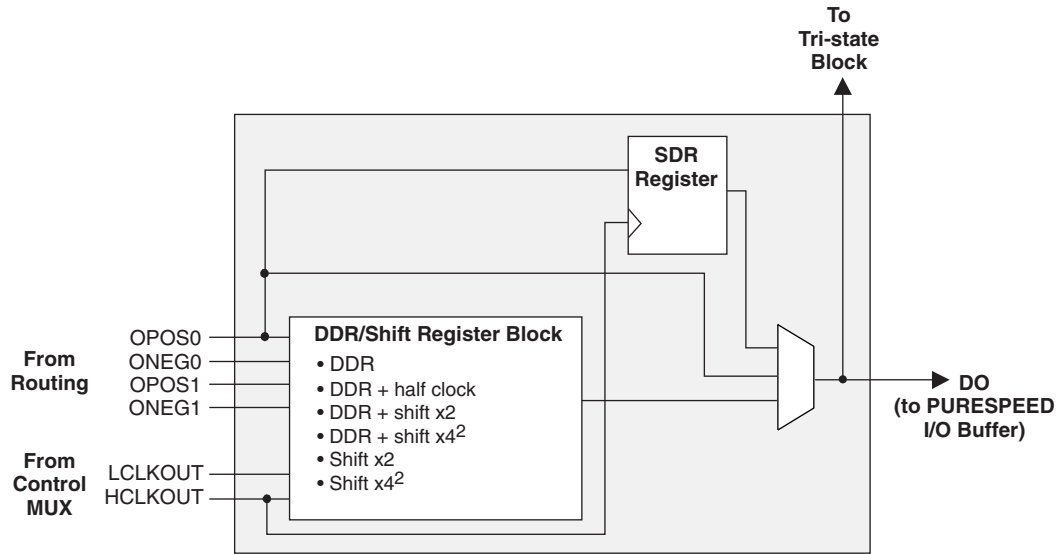 To
Tri-state
Block
SDR
Register
DDR/Shift Register Block
• DDR
• DDR + half clock
• DDR + shift x2
• DDR + shift x4²
• Shift x2
• Shift x4²
From
Routing
OPOS0
ONEG0
OPOS1
ONEG1
From
Control
MUX
LCLKOUT
HCLKOUT
DO
(to PURESPEED
I/O Buffer)